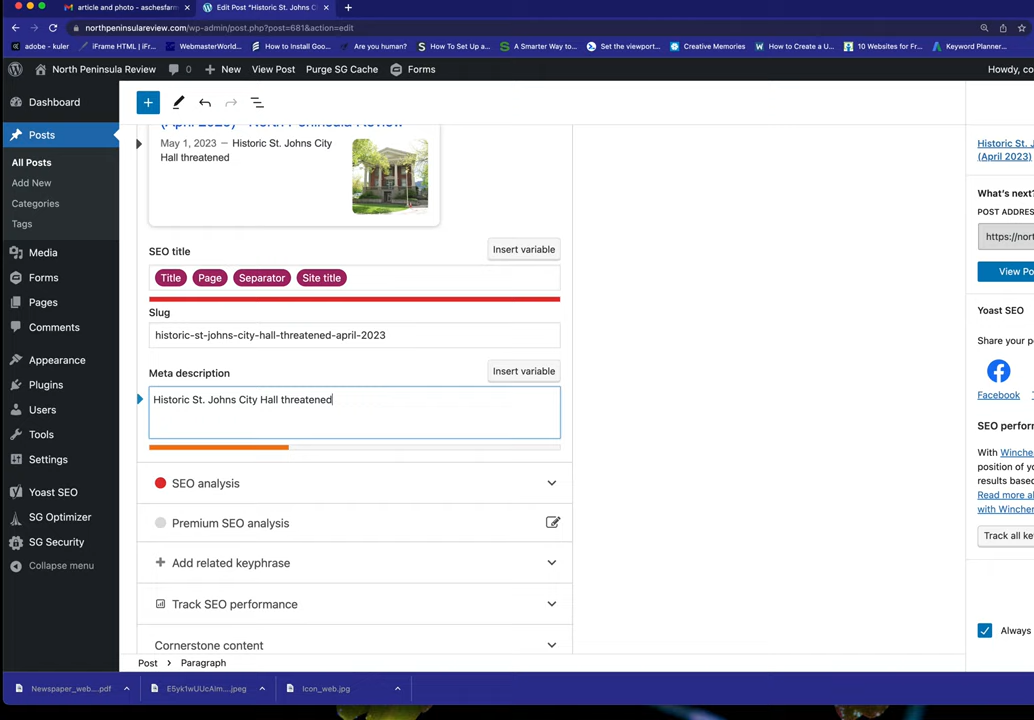 article and photo - aschesfarm
Edit Post "Historic St. Johns C
northpeninsulareview.com/wp-admin/post.php?post=681&action=edit
adobe - kuler
iFrame HTML | iFr...
WebmasterWorld...
How to Install Goo...
Are you human?
How To Set Up a...
A Smarter Way to...
Set the viewport...
Creative Memories
How to Create a U...
10 Websites for Fr...
Keyword Planner...
North Peninsula Review
0
New
View Post
Purge SG Cache
Forms
Howdy, co
Dashboard
Posts
All Posts
Add New
Categories
Tags
Media
Forms
Pages
Comments
Appearance
Plugins
Users
Tools
Settings
Yoast SEO
SG Optimizer
SG Security
Collapse menu
(April 2023) - North Peninsula Review
May 1, 2023 – Historic St. Johns City
Hall threatened
SEO title
Insert variable
Title Page Separator Site title
Slug
historic-st-johns-city-hall-threatened-april-2023
Meta description
Insert variable
Historic St. Johns City Hall threatened
SEO analysis
Premium SEO analysis
Add related keyphrase
Track SEO performance
Cornerstone content
Post > Paragraph
Historic St. J
(April 2023)
What's next?
POST ADDRES
https://nort
View Po
Yoast SEO
Share your p
Facebook
SEO perform
With Winche
position of yo
results based
Read more a
with Winche
Track all ke
Always
Newspaper_web....pdf
E5yk1wUUcAlm....jpeg
Icon_web.jpg